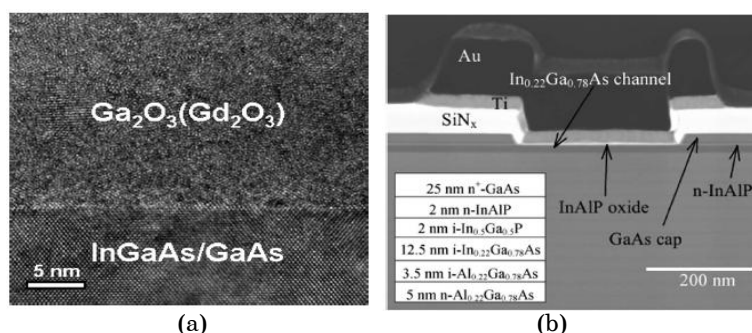 Ga₂O₃(Gd₂O₃)
InGaAs/GaAs
5 nm
(a)
Au
In₀.₂₂Ga₀.₇₈As channel
Ti
SiNₓ
n-InAlP
InAlP oxide
GaAs cap
25 nm n⁺-GaAs
2 nm n-InAlP
2 nm i-In₀.₅Ga₀.₅P
12.5 nm i-In₀.₂₂Ga₀.₇₈As
3.5 nm i-Al₀.₂₂Ga₀.₇₈As
5 nm n-Al₀.₂₂Ga₀.₇₈As
200 nm
(b)